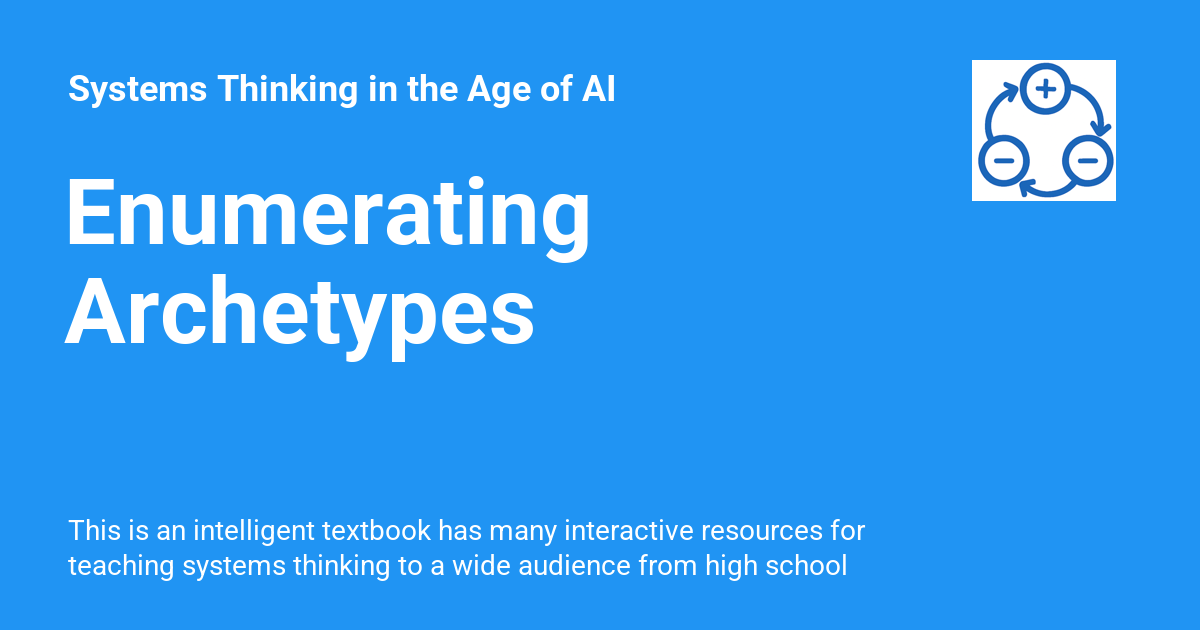 Systems Thinking in the Age of AI
Enumerating
Archetypes
This is an intelligent textbook has many interactive resources for
teaching systems thinking to a wide audience from high school